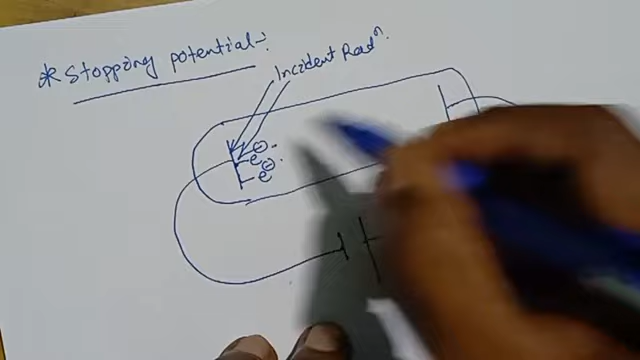 * Stopping potential:-
Incident Radⁿ.
e⊖
e⊖